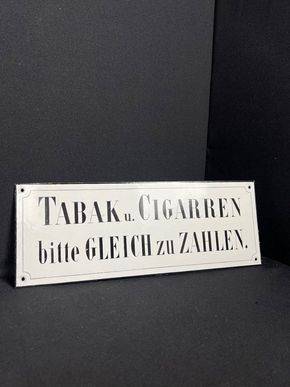 TABAK u. CIGARREN
bitte GLEICH zu ZAHLEN.